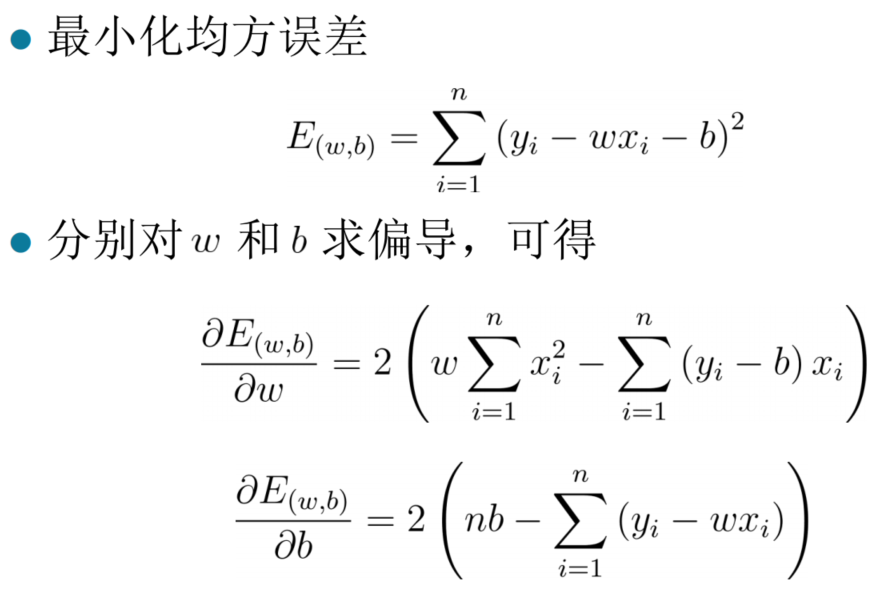 ● 最小化均方误差
$E_{(w,b)} = \sum_{i=1}^{n} (y_i - wx_i - b)^2$
● 分别对 $w$ 和 $b$ 求偏导，可得
$\frac{\partial E_{(w,b)}}{\partial w} = 2 \left( w \sum_{i=1}^{n} x_i^2 - \sum_{i=1}^{n} (y_i - b) x_i \right)$
$\frac{\partial E_{(w,b)}}{\partial b} = 2 \left( nb - \sum_{i=1}^{n} (y_i - wx_i) \right)$